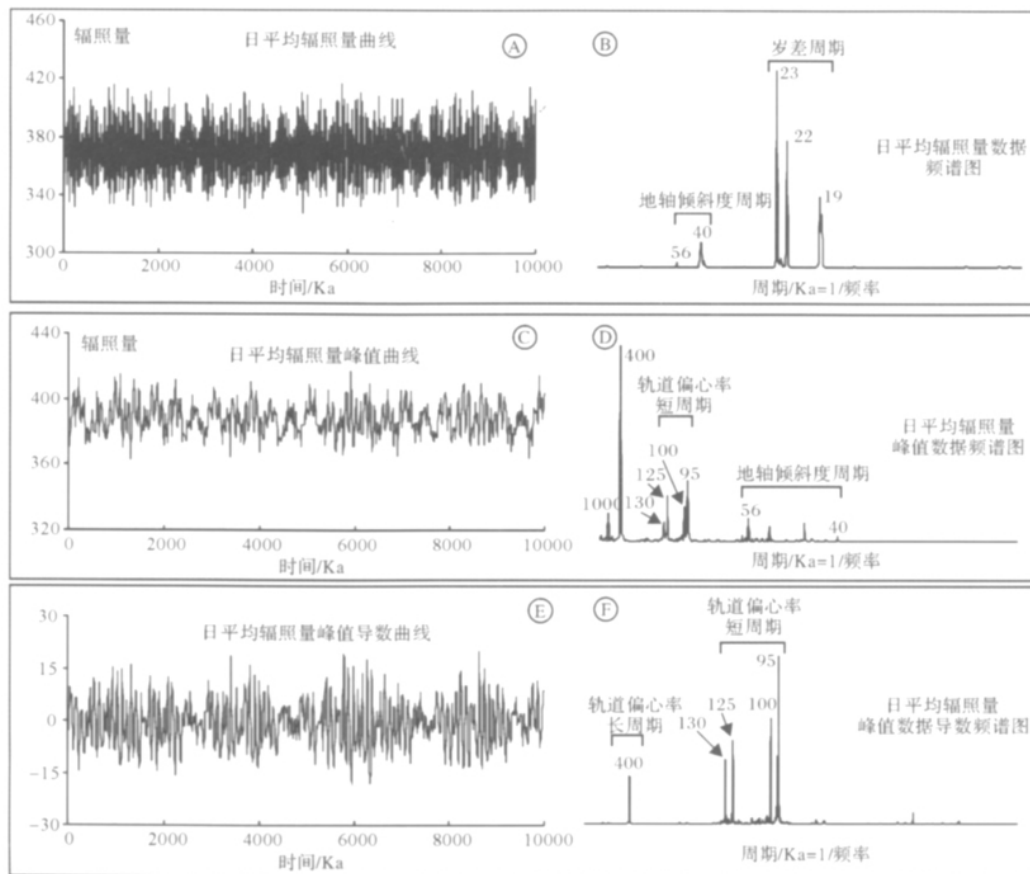 460
420
380
340
300
辐照量
日平均辐照量曲线
A
0
2000
4000
6000
8000
10000
时间/Ka
B
岁差周期
23
22
19
日平均辐照量数据
频谱图
地轴倾斜度周期
56
40
周期/Ka=1/频率
440
400
360
320
辐照量
日平均辐照量峰值曲线
C
0
2000
4000
6000
8000
10000
时间/Ka
D
400
轨道偏心率
短周期
100
95
125
130
1000
日平均辐照量
峰值数据频谱图
地轴倾斜度周期
56
40
周期/Ka=1/频率
30
15
0
-15
-30
日平均辐照量峰值导数曲线
E
0
2000
4000
6000
8000
10000
时间/Ka
F
轨道偏心率
短周期
95
100
125
130
轨道偏心率
长周期
400
日平均辐照量
峰值数据导数频谱图
周期/Ka=1/频率